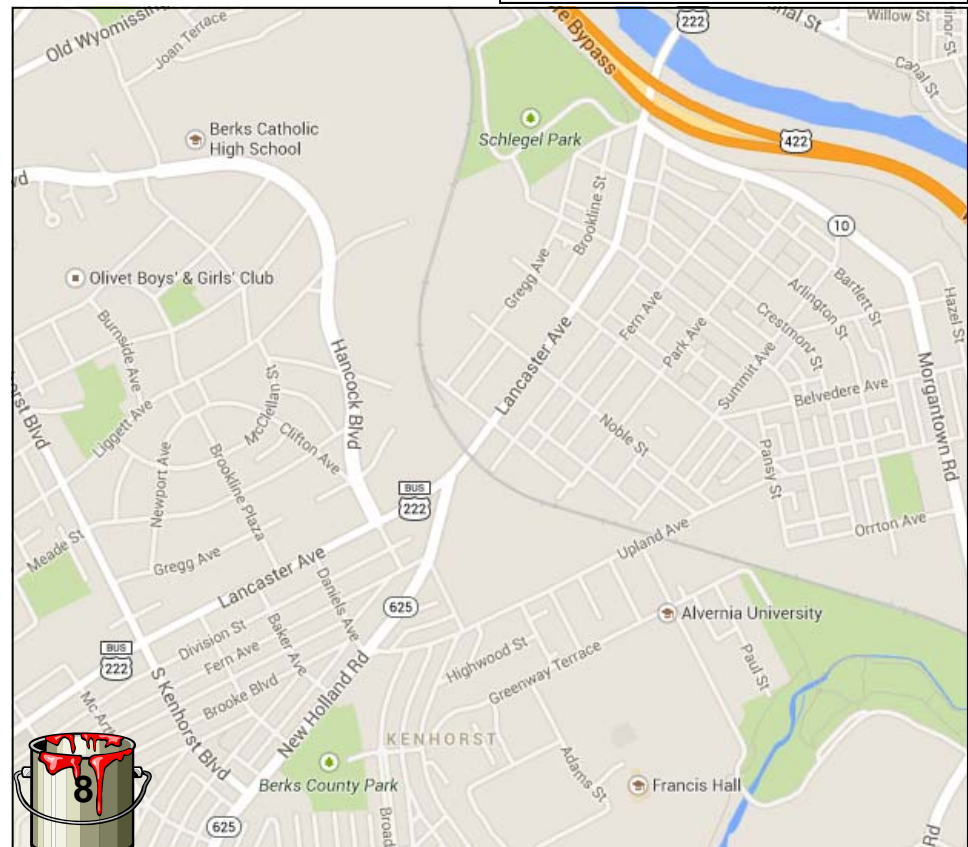 Old Wyomissing
Joan Terrace
Berks Catholic
High School
Schlegel Park
222
Willow St
Canal St
422
10
Olivet Boys' & Girls' Club
Burnside Ave
Liggett Ave
Newport Ave
McClellan St
Clifton Ave
Brookline Plaza
Hancock Blvd
Gregg Ave
Brookline St
Lancaster Ave
Fern Ave
Park Ave
Summit Ave
Crestmont St
Arlington St
Bartlett St
Hazel St
Belvedere Ave
Morgantown Rd
Noble St
Pansy St
Orrton Ave
Upland Ave
BUS
222
Meade St
Gregg Ave
Lancaster Ave
Daniels Ave
625
Division St
Fern Ave
Baker Ave
Brooke Blvd
BUS
222
S Kenhorst Blvd
New Holland Rd
Highwood St
Greenway Terrace
Alvernia University
Paul St
KENHORST
Adams St
Francis Hall
Berks County Park
Broad
625
Rd
8